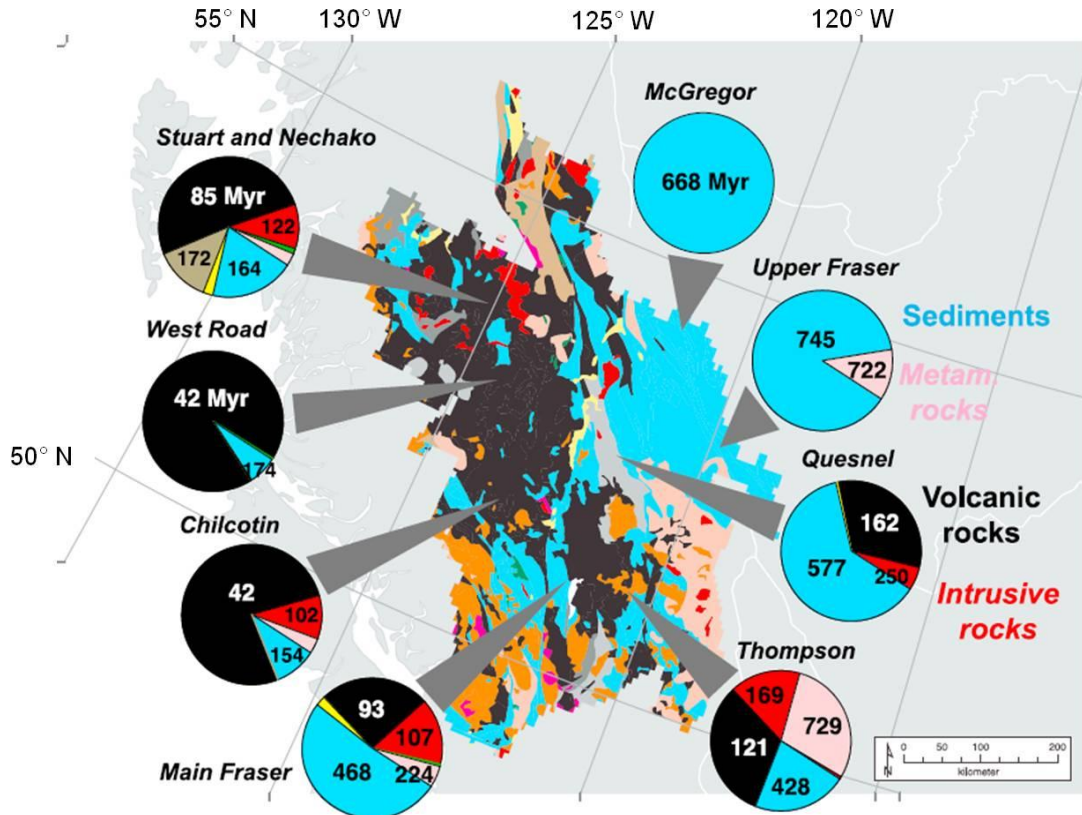 55° N
130° W
125° W
120° W
McGregor
668 Myr
Stuart and Nechako
85 Myr
122
172
164
Upper Fraser
745
722
Sediments
Metam.
rocks
West Road
42 Myr
174
50° N
Quesnel
162
577
250
Volcanic
rocks
Intrusive
rocks
Chilcotin
42
102
154
Thompson
169
729
121
428
Main Fraser
93
107
468
224
N
0 50 100 200
kilometer